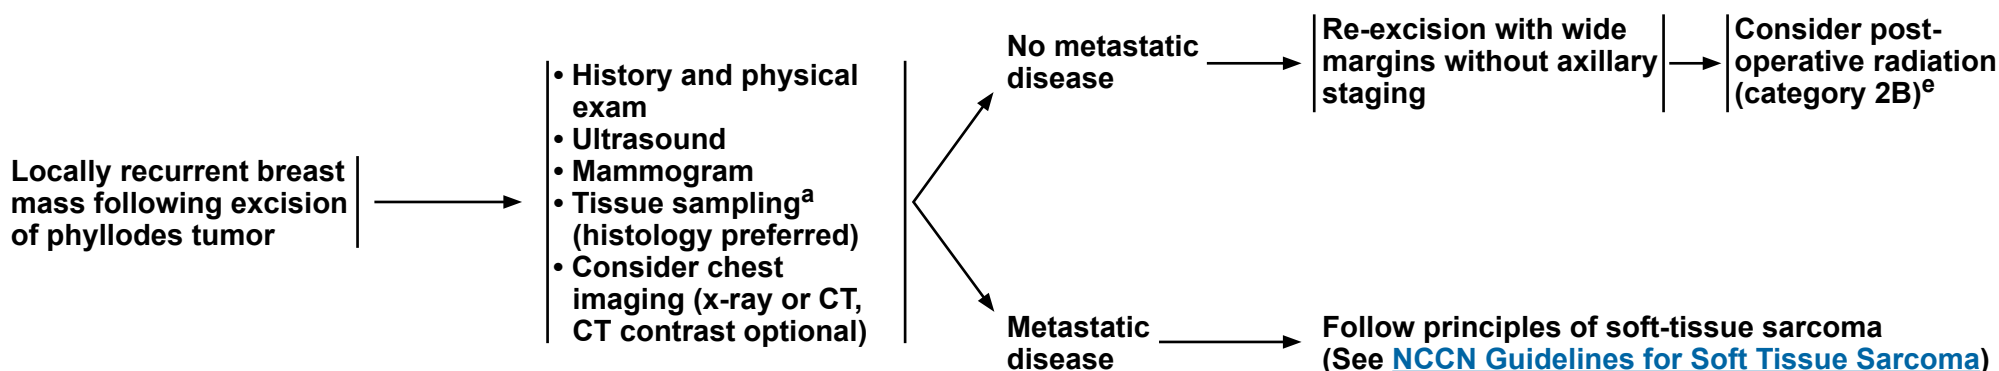 Locally recurrent breast
mass following excision
of phyllodes tumor
• History and physical
exam
• Ultrasound
• Mammogram
• Tissue samplingᵃ
(histology preferred)
• Consider chest
imaging (x-ray or CT,
CT contrast optional)
No metastatic
disease
Re-excision with wide
margins without axillary
staging
Consider post-
operative radiation
(category 2B)ᵉ
Metastatic
disease
Follow principles of soft-tissue sarcoma
(See NCCN Guidelines for Soft Tissue Sarcoma)